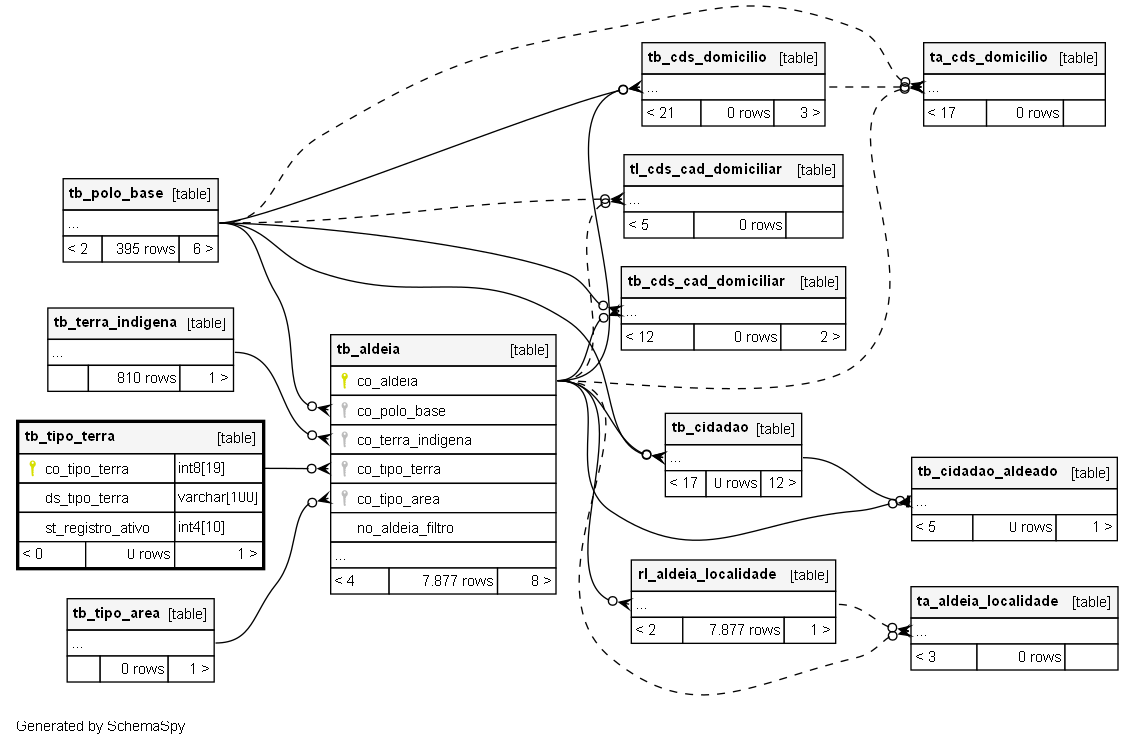 tb_cds_domicilio [table]
...
< 21 0 rows 3 >
ta_cds_domicilio [table]
...
< 17 0 rows
tl_cds_cad_domiciliar [table]
...
< 5 0 rows
tb_polo_base [table]
...
< 2 395 rows 6 >
tb_cds_cad_domiciliar [table]
...
< 12 0 rows 2 >
tb_terra_indigena [table]
...
810 rows 1 >
tb_aldeia [table]
co_aldeia
co_polo_base
co_terra_indigena
co_tipo_terra
co_tipo_area
no_aldeia_filtro
...
< 4 7.877 rows 8 >
tb_tipo_terra [table]
co_tipo_terra int8[19]
ds_tipo_terra varchar[100]
st_registro_ativo int4[10]
< 0 0 rows 1 >
tb_cidadao [table]
...
< 17 0 rows 12 >
tb_cidadao_aldeado [table]
...
< 5 0 rows 1 >
rl_aldeia_localidade [table]
...
< 2 7.877 rows 1 >
ta_aldeia_localidade [table]
...
< 3 0 rows
tb_tipo_area [table]
...
0 rows 1 >
Generated by SchemaSpy